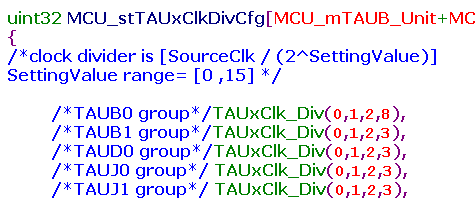 uint32 MCU_stTAUxClkDivCfg[MCU_mTAUB_Unit+MC
{
/*clock divider is [SourceClk / (2^SettingValue)]
SettingValue range= [0 ,15] */
/*TAUB0 group*/TAUxClk_Div(0,1,2,8),
/*TAUB1 group*/TAUxClk_Div(0,1,2,3),
/*TAUD0 group*/TAUxClk_Div(0,1,2,3),
/*TAUJ0 group*/ TAUxClk_Div(0,1,2,3),
/*TAUJ1 group*/ TAUxClk_Div(0,1,2,3),